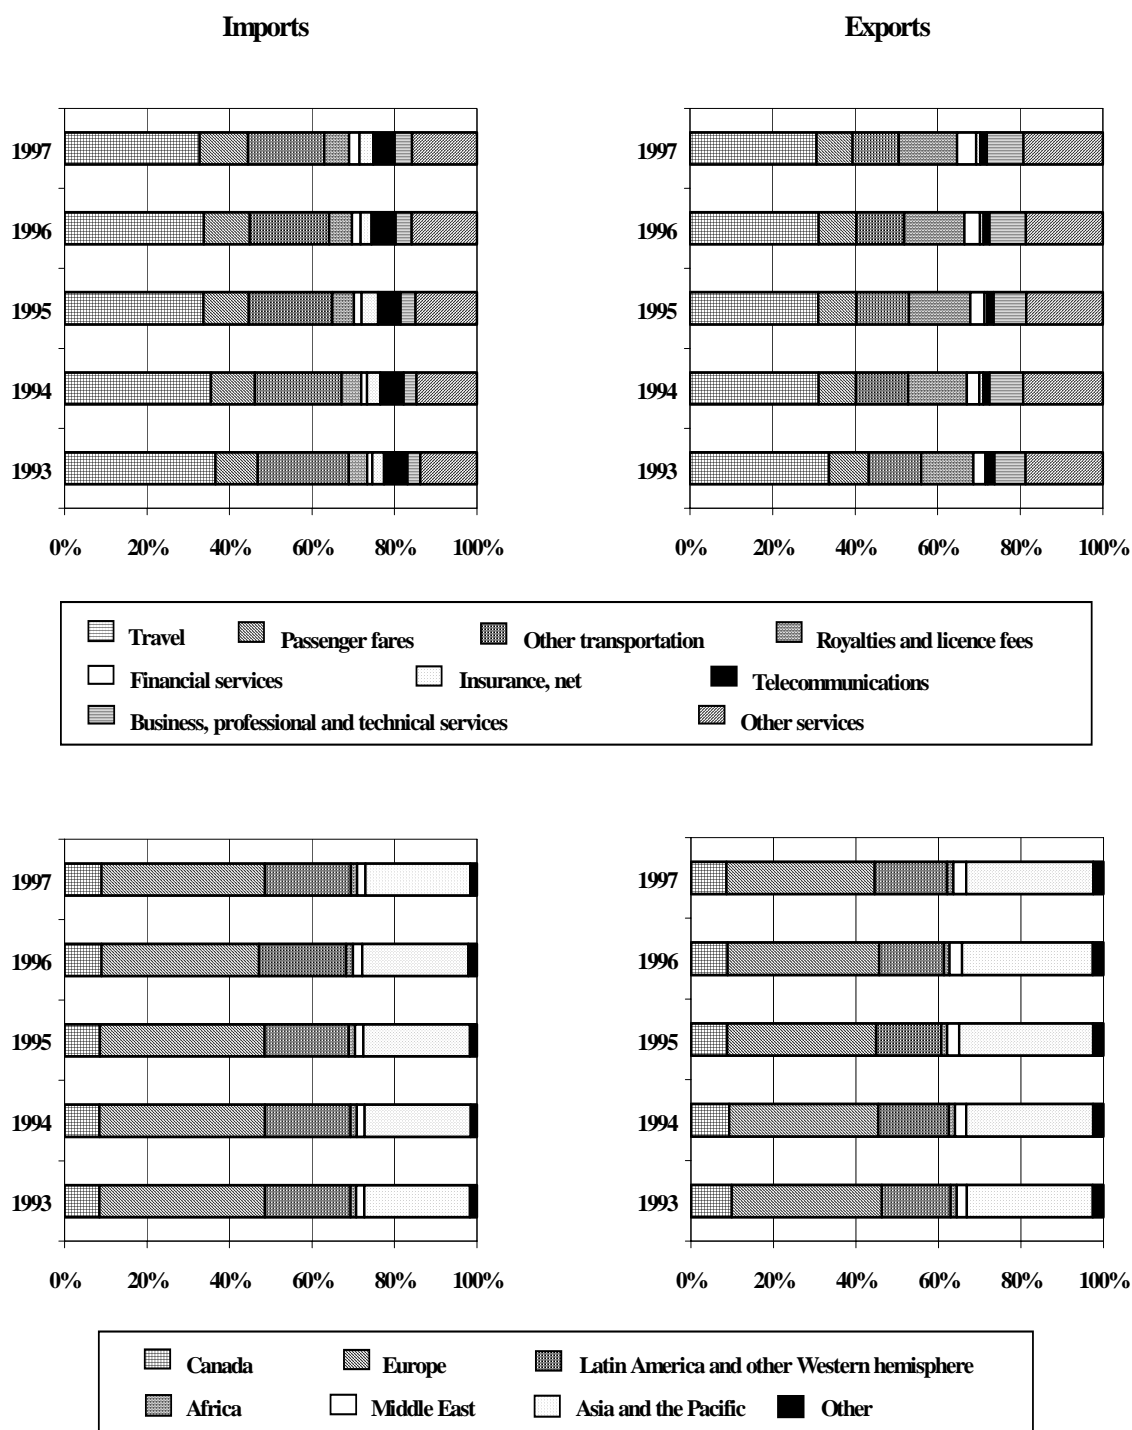 Imports Exports
1997 1997
1996 1996
1995 1995
1994 1994
1993 1993
0% 20% 40% 60% 80% 100% 0% 20% 40% 60% 80% 100%
Travel Passenger fares Other transportation Royalties and licence fees
Financial services Insurance, net Telecommunications
Business, professional and technical services Other services
1997 1997
1996 1996
1995 1995
1994 1994
1993 1993
0% 20% 40% 60% 80% 100% 0% 20% 40% 60% 80% 100%
Canada Europe Latin America and other Western hemisphere
Africa Middle East Asia and the Pacific Other